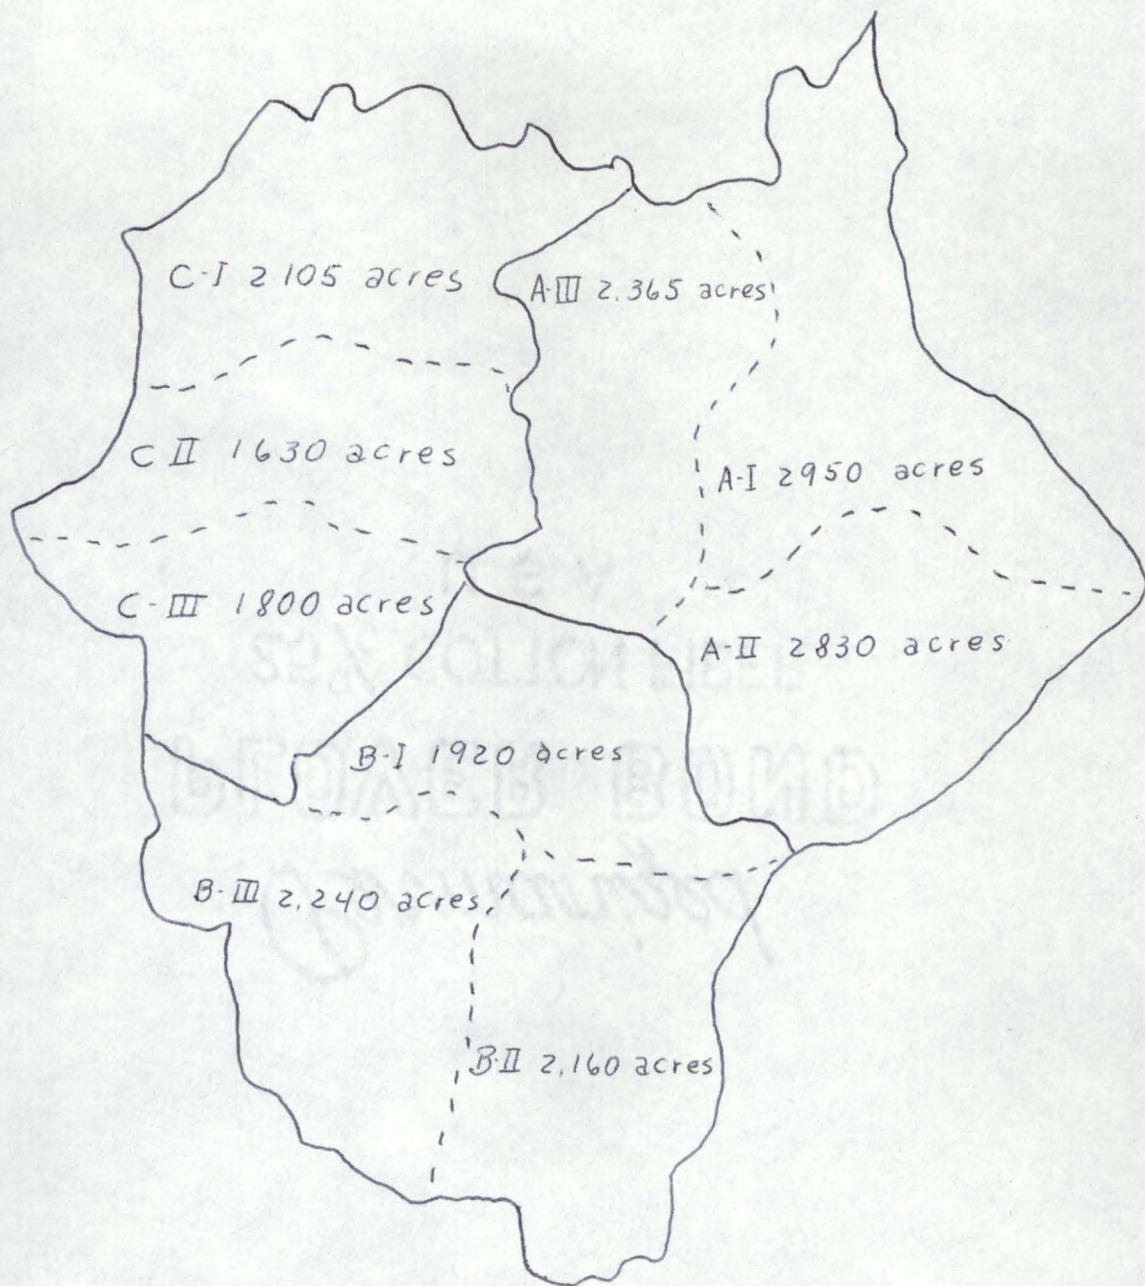 C-I 2105 acres
A-III 2,365 acres
C II 1630 acres
A-I 2950 acres
C-III 1800 acres
A-II 2830 acres
B-I 1920 acres
B-III 2,240 acres
B-II 2,160 acres